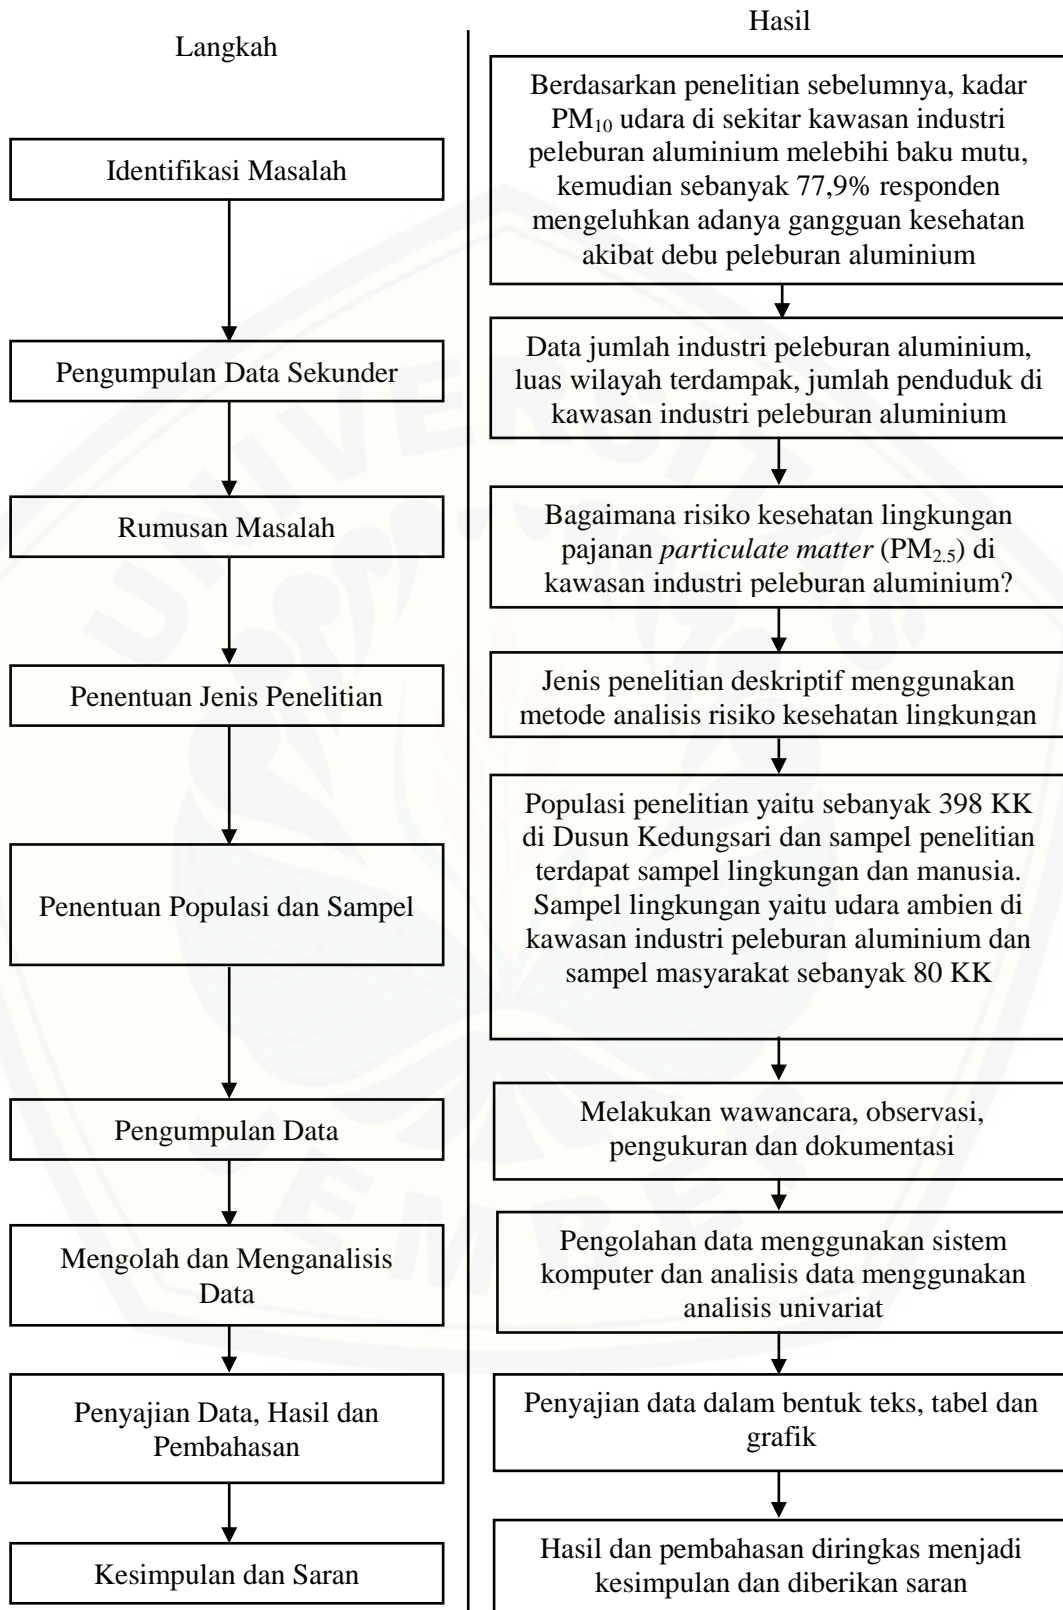 Langkah
Hasil
Identifikasi Masalah
Berdasarkan penelitian sebelumnya, kadar
PM₁₀ udara di sekitar kawasan industri
peleburan aluminium melebihi baku mutu,
kemudian sebanyak 77,9% responden
mengeluhkan adanya gangguan kesehatan
akibat debu peleburan aluminium
Pengumpulan Data Sekunder
Data jumlah industri peleburan aluminium,
luas wilayah terdampak, jumlah penduduk di
kawasan industri peleburan aluminium
Rumusan Masalah
Bagaimana risiko kesehatan lingkungan
pajanan particulate matter (PM₂.₅) di
kawasan industri peleburan aluminium?
Penentuan Jenis Penelitian
Jenis penelitian deskriptif menggunakan
metode analisis risiko kesehatan lingkungan
Penentuan Populasi dan Sampel
Populasi penelitian yaitu sebanyak 398 KK
di Dusun Kedungsari dan sampel penelitian
terdapat sampel lingkungan dan manusia.
Sampel lingkungan yaitu udara ambien di
kawasan industri peleburan aluminium dan
sampel masyarakat sebanyak 80 KK
Pengumpulan Data
Melakukan wawancara, observasi,
pengukuran dan dokumentasi
Mengolah dan Menganalisis
Data
Pengolahan data menggunakan sistem
komputer dan analisis data menggunakan
analisis univariat
Penyajian Data, Hasil dan
Pembahasan
Penyajian data dalam bentuk teks, tabel dan
grafik
Kesimpulan dan Saran
Hasil dan pembahasan diringkas menjadi
kesimpulan dan diberikan saran
UNIVERSITAS
JEMBER